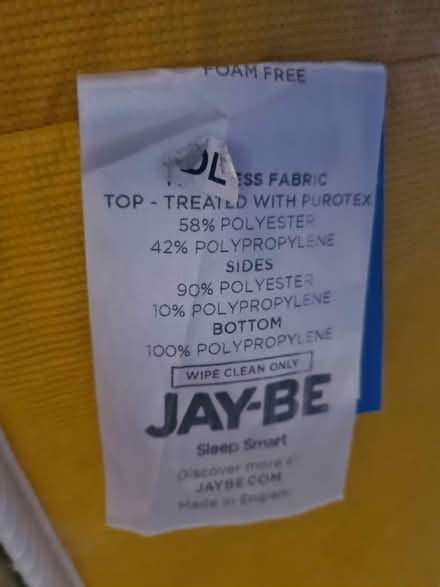 FOAM FREE
DL
ESS FABRIC
TOP - TREATED WITH PUROTEX
58% POLYESTER
42% POLYPROPYLENE
SIDES
90% POLYESTER
10% POLYPROPYLENE
BOTTOM
100% POLYPROPYLENE
WIPE CLEAN ONLY
JAY-BE
Sleep Smart
Discover more at
JAYBE.COM
Made in England